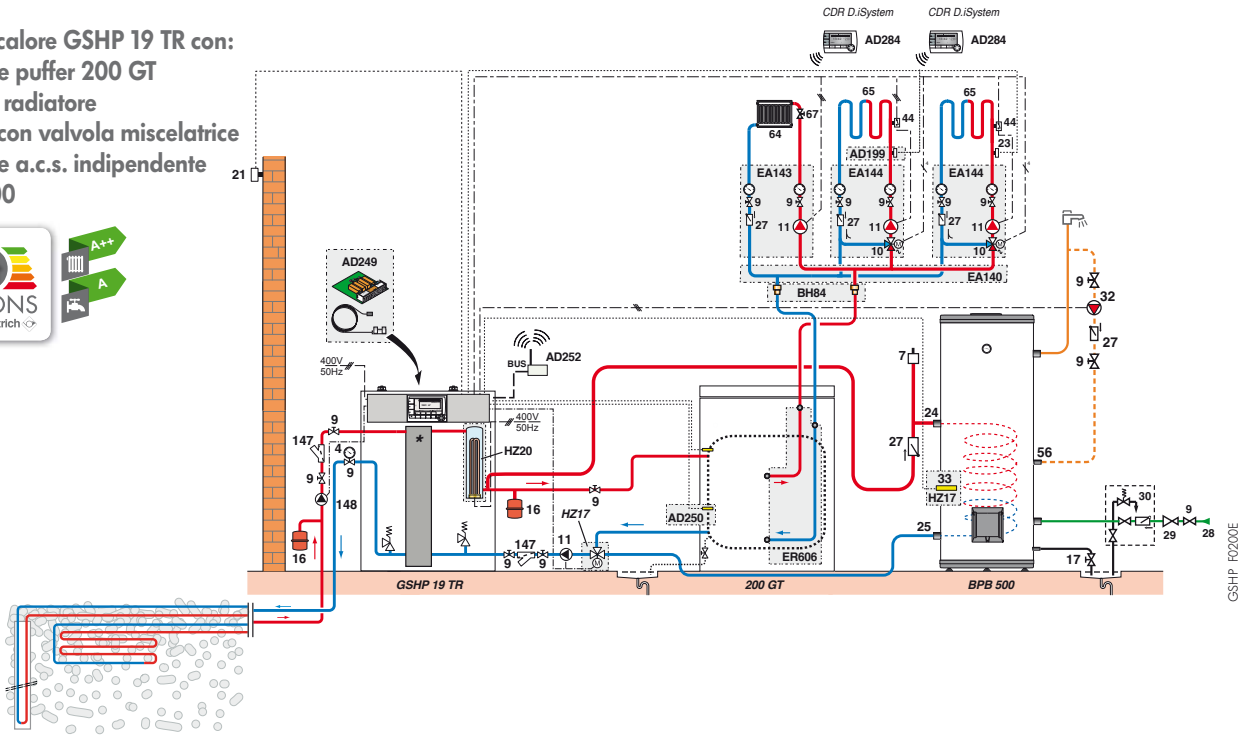 CDR D.iSystem
CDR D.iSystem
AD284
AD284
calore GSHP 19 TR con:
e puffer 200 GT
radiatore
con valvola miscelatrice
e a.c.s. indipendente
00
A++
A
ONS
trich
21
AD249
400V
50Hz
BUS
AD252
400V
50Hz
64
67
65
44
65
44
23
AD199
EA143
EA144
EA144
9
9
9
9
9
9
27
11
27
11
27
11
10
M
10
M
EA140
BH84
9
32
27
9
7
24
27
56
33
HZ17
25
30
9
29
28
17
9
147
4
9
9
148
16
*
HZ20
16
9
HZ17
147
11
9
9
M
AD250
ER606
GSHP 19 TR
200 GT
BPB 500
GSHP_F0200E